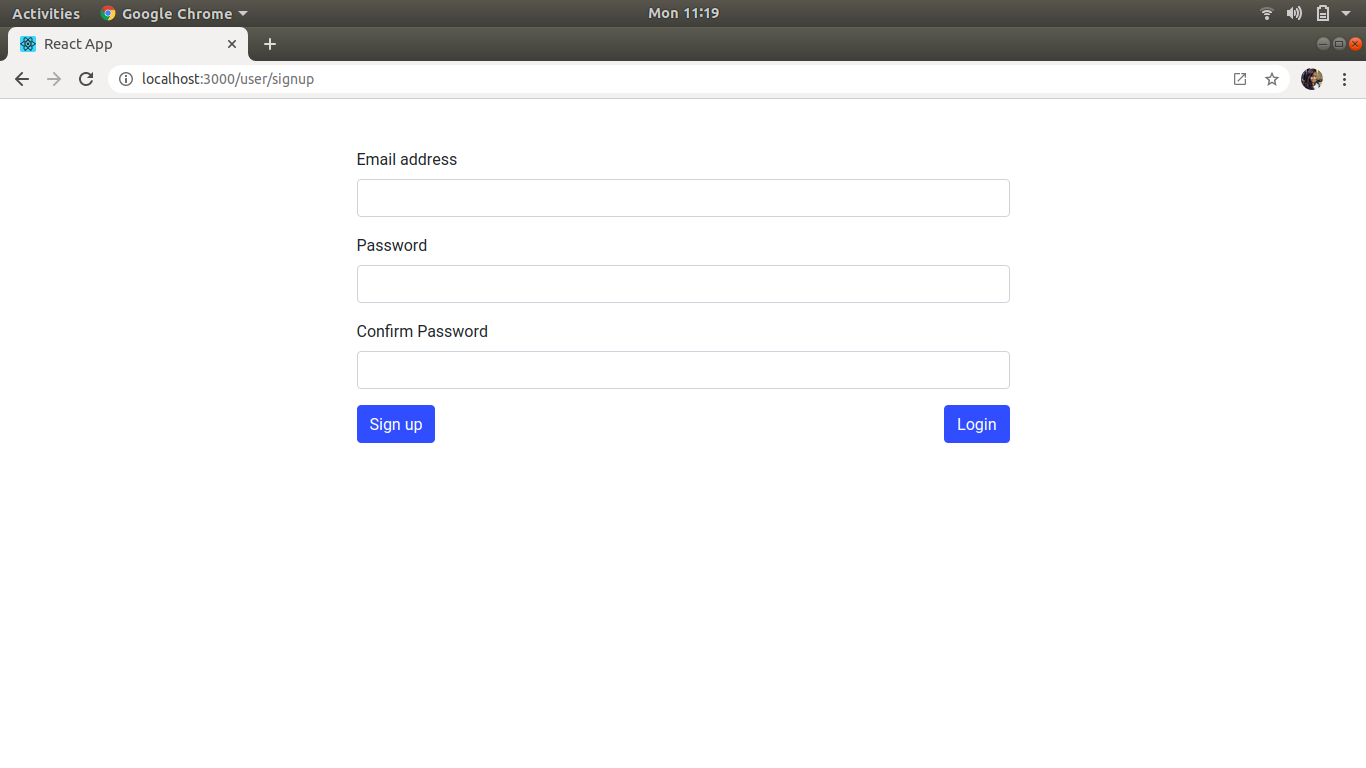 Activities Google Chrome Mon 11:19
React App
localhost:3000/user/signup
Email address
Password
Confirm Password
Sign up Login